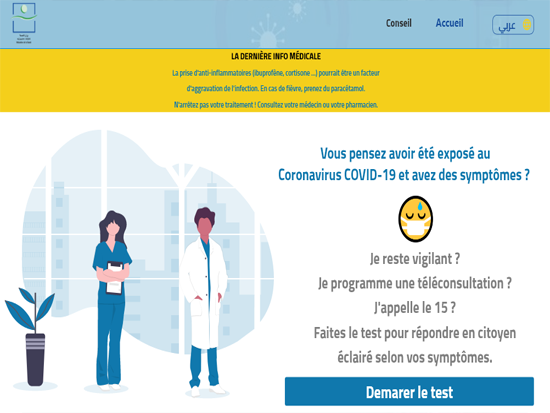 Conseil
Accueil
عربي
LA DERNIÈRE INFO MÉDICALE
La prise d'anti-inflammatoires (ibuprofène, cortisone ...) pourrait être un facteur
d'aggravation de l'infection. En cas de fièvre, prenez du paracétamol.
N'arrêtez pas votre traitement ! Consultez votre médecin ou votre pharmacien.
Vous pensez avoir été exposé au
Coronavirus COVID-19 et avez des symptômes ?
Je reste vigilant ?
Je programme une téléconsultation ?
J'appelle le 15 ?
Faites le test pour répondre en citoyen
éclairé selon vos symptômes.
Demarer le test